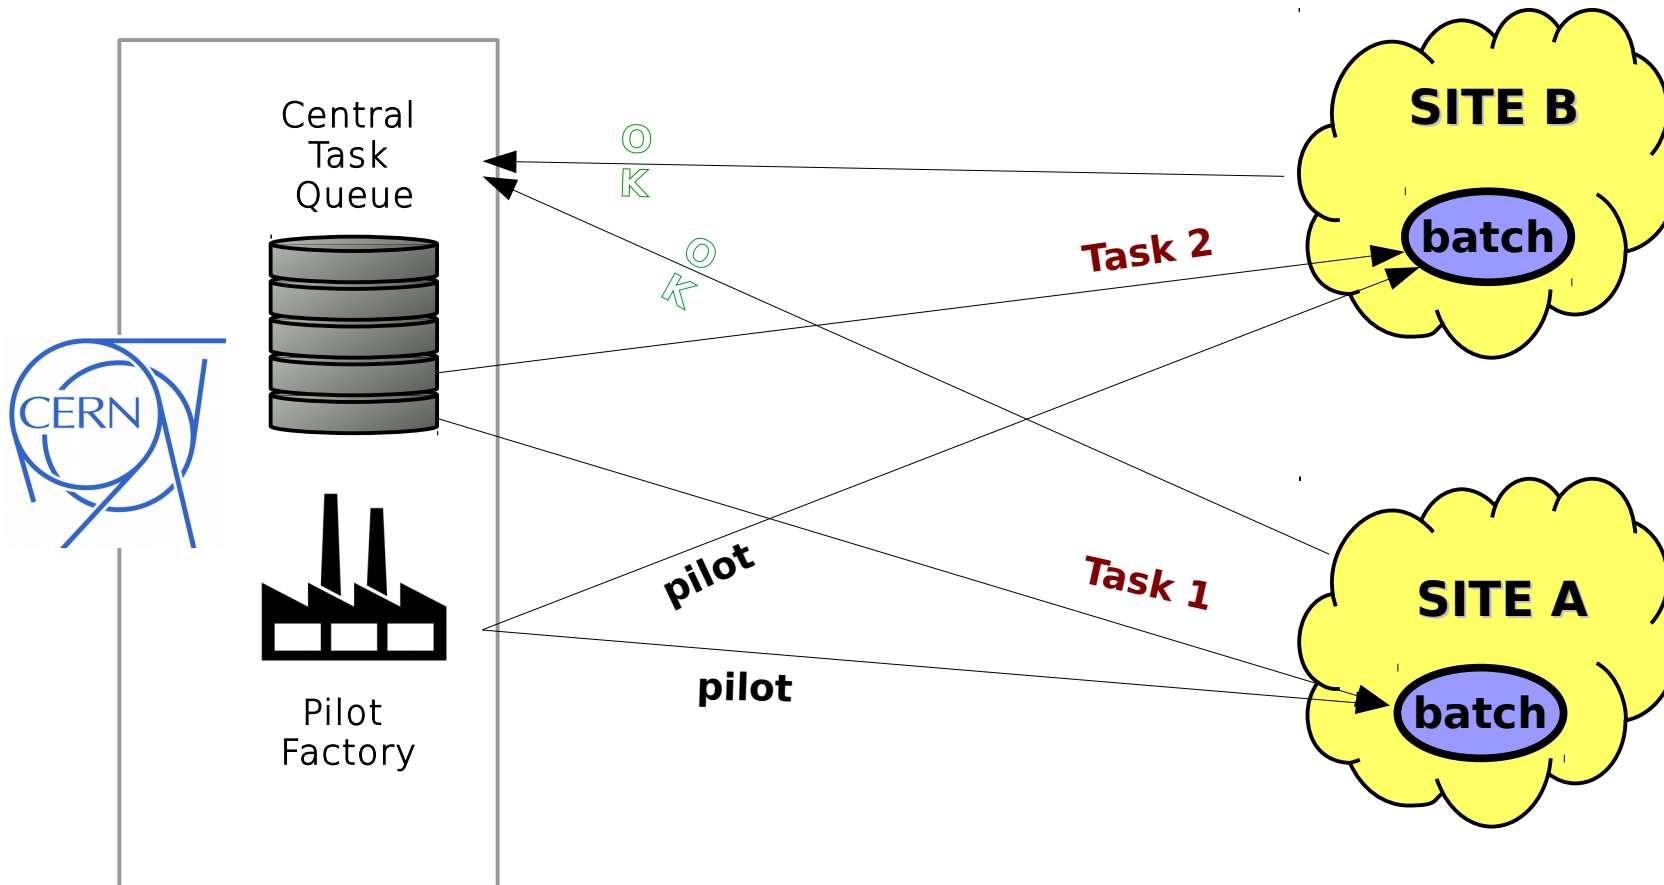 Central
Task
Queue
CERN
Pilot
Factory
O
K
O
K
Task 2
pilot
pilot
Task 1
SITE B
batch
SITE A
batch